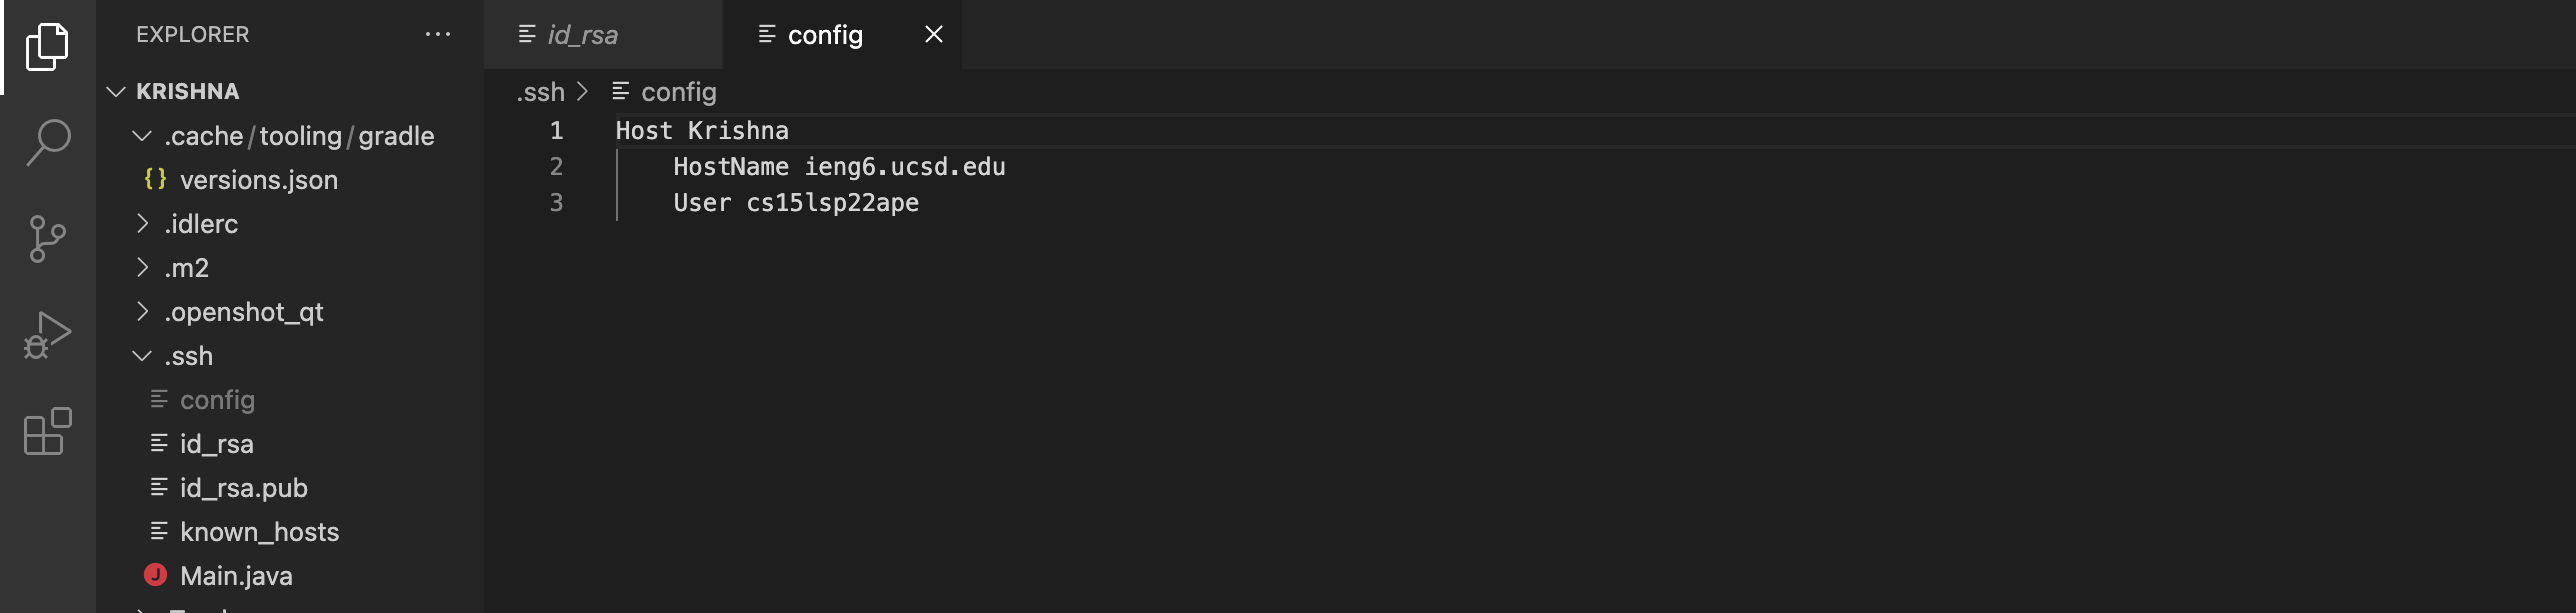 EXPLORER
KRISHNA
.cache/tooling/gradle
{} versions.json
.idlerc
.m2
.openshot_qt
.ssh
config
id_rsa
id_rsa.pub
known_hosts
J Main.java
id_rsa
config
.ssh > config
1 Host Krishna
2     HostName ieng6.ucsd.edu
3     User cs15lsp22ape